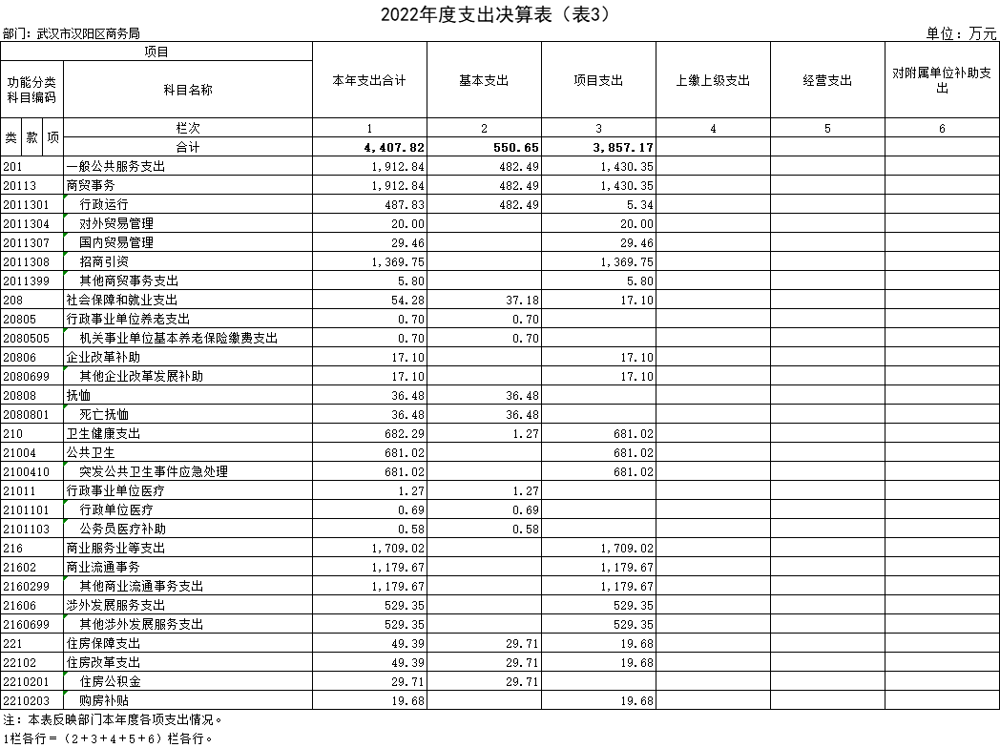 2022年度支出决算表（表3）
部门：武汉市汉阳区商务局 单位：万元
项目 本年支出合计 基本支出 项目支出 上缴上级支出 经营支出 对附属单位补助支出
功能分类科目编码 科目名称
类 款 项 栏次 1 2 3 4 5 6
合计 4,407.82 550.65 3,857.17
201 一般公共服务支出 1,912.84 482.49 1,430.35
20113 商贸事务 1,912.84 482.49 1,430.35
2011301 行政运行 487.83 482.49 5.34
2011304 对外贸易管理 20.00 20.00
2011307 国内贸易管理 29.46 29.46
2011308 招商引资 1,369.75 1,369.75
2011399 其他商贸事务支出 5.80 5.80
208 社会保障和就业支出 54.28 37.18 17.10
20805 行政事业单位养老支出 0.70 0.70
2080505 机关事业单位基本养老保险缴费支出 0.70 0.70
20806 企业改革补助 17.10 17.10
2080699 其他企业改革发展补助 17.10 17.10
20808 抚恤 36.48 36.48
2080801 死亡抚恤 36.48 36.48
210 卫生健康支出 682.29 1.27 681.02
21004 公共卫生 681.02 681.02
2100410 突发公共卫生事件应急处理 681.02 681.02
21011 行政事业单位医疗 1.27 1.27
2101101 行政单位医疗 0.69 0.69
2101103 公务员医疗补助 0.58 0.58
216 商业服务业等支出 1,709.02 1,709.02
21602 商业流通事务 1,179.67 1,179.67
2160299 其他商业流通事务支出 1,179.67 1,179.67
21606 涉外发展服务支出 529.35 529.35
2160699 其他涉外发展服务支出 529.35 529.35
221 住房保障支出 49.39 29.71 19.68
22102 住房改革支出 49.39 29.71 19.68
2210201 住房公积金 29.71 29.71
2210203 购房补贴 19.68 19.68
注：本表反映部门本年度各项支出情况。
1栏各行＝（2＋3＋4＋5＋6）栏各行。